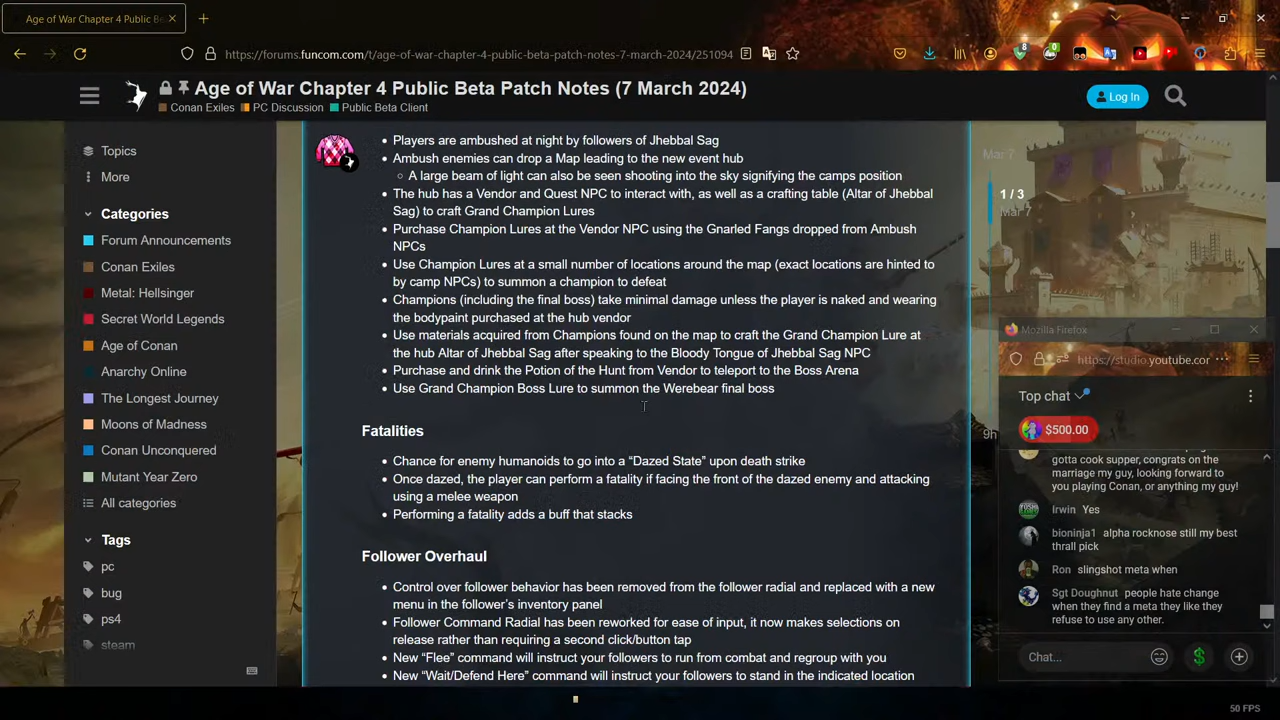 Age of War Chapter 4 Public Be
https://forums.funcom.com/t/age-of-war-chapter-4-public-beta-patch-notes-7-march-2024/251094
8
0
Age of War Chapter 4 Public Beta Patch Notes (7 March 2024)
Conan Exiles PC Discussion Public Beta Client
Log In
Topics
More
Categories
Forum Announcements
Conan Exiles
Metal: Hellsinger
Secret World Legends
Age of Conan
Anarchy Online
The Longest Journey
Moons of Madness
Conan Unconquered
Mutant Year Zero
All categories
Tags
pc
bug
ps4
steam
Players are ambushed at night by followers of Jhebbal Sag
Ambush enemies can drop a Map leading to the new event hub
A large beam of light can also be seen shooting into the sky signifying the camps position
The hub has a Vendor and Quest NPC to interact with, as well as a crafting table (Altar of Jhebbal
Sag) to craft Grand Champion Lures
Purchase Champion Lures at the Vendor NPC using the Gnarled Fangs dropped from Ambush
NPCs
Use Champion Lures at a small number of locations around the map (exact locations are hinted to
by camp NPCs) to summon a champion to defeat
Champions (including the final boss) take minimal damage unless the player is naked and wearing
the bodypaint purchased at the hub vendor
Use materials acquired from Champions found on the map to craft the Grand Champion Lure at
the hub Altar of Jhebbal Sag after speaking to the Bloody Tongue of Jhebbal Sag NPC
Purchase and drink the Potion of the Hunt from Vendor to teleport to the Boss Arena
Use Grand Champion Boss Lure to summon the Werebear final boss
Fatalities
Chance for enemy humanoids to go into a “Dazed State” upon death strike
Once dazed, the player can perform a fatality if facing the front of the dazed enemy and attacking
using a melee weapon
Performing a fatality adds a buff that stacks
Follower Overhaul
Control over follower behavior has been removed from the follower radial and replaced with a new
menu in the follower’s inventory panel
Follower Command Radial has been reworked for ease of input, it now makes selections on
release rather than requiring a second click/button tap
New “Flee” command will instruct your followers to run from combat and regroup with you
New “Wait/Defend Here” command will instruct your followers to stand in the indicated location
Mar 7
1 / 3
Mar 7
9h
Mozilla Firefox
https://studio.youtube.cor
Top chat
$500.00
gotta cook supper, congrats on the
marriage my guy, looking forward to
you playing Conan, or anything my guy!
Irwin Yes
bioninja1 alpha rocknose still my best
thrall pick
Ron slingshot meta when
Sgt Doughnut people hate change
when they find a meta they like they
refuse to use any other.
Chat...
50 FPS